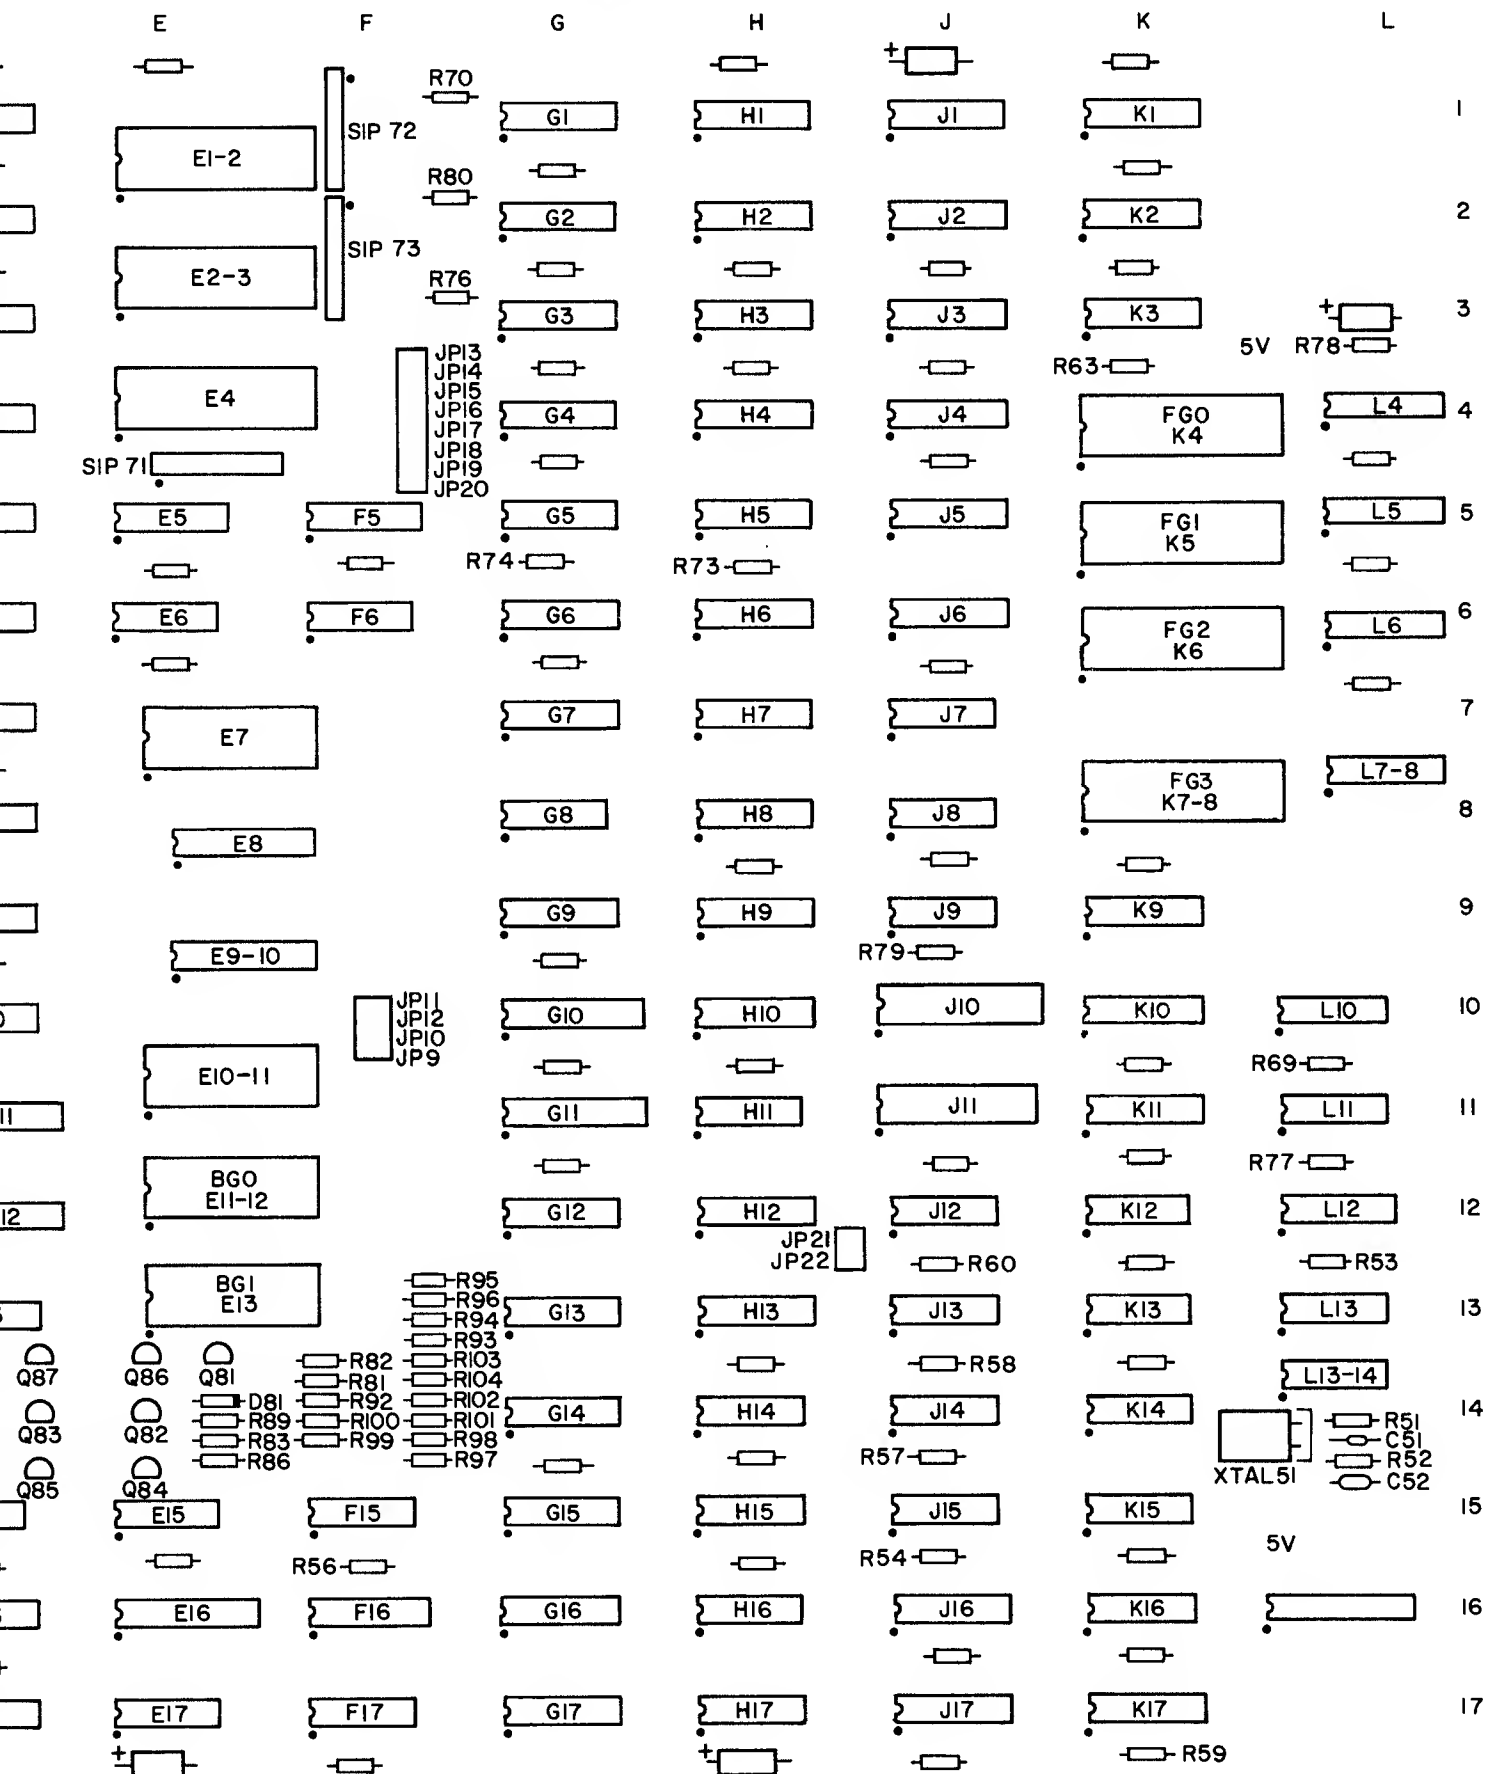 E F G H J K L
R70
G1 H1 J1 K1 1
SIP 72
E1-2
R80
G2 H2 J2 K2 2
SIP 73
E2-3
R76
G3 H3 J3 K3 3
+
5V R78
JP13
JP14
JP15
JP16
JP17
JP18
JP19
JP20
R63
E4 G4 H4 J4 FG0 L4 4
K4
SIP 71
E5 F5 G5 H5 J5 FG1 L5 5
K5
R74 R73
E6 F6 G6 H6 J6 FG2 L6 6
K6
E7 G7 H7 J7 7
FG3 L7-8
K7-8
E8 G8 H8 J8 8
G9 H9 J9 K9 9
E9-10 R79
JP11
JP12
JP10
JP9
G10 H10 J10 K10 L10 10
R69
E10-11
11 G11 H11 J11 K11 L11 11
R77
BG0
E11-12
12 G12 H12 J12 K12 L12 12
JP21
JP22
R60 R53
BG1
E13
R95
R96
R94
R93
G13 H13 J13 K13 L13 13
Q87 Q86 Q81 R82 R103 R58
R81 R104 L13-14
D81 R92 R102
R89 R100 R101 G14 H14 J14 K14 14
Q83 Q82 R83 R99 R98
R86 R97 R57
R51
C51
R52
C52
XTAL51
Q85 Q84
E15 F15 G15 H15 J15 K15 15
R56 R54 5V
E16 F16 G16 H16 J16 K16 16
E17 F17 G17 H17 J17 K17 17
+ + R59